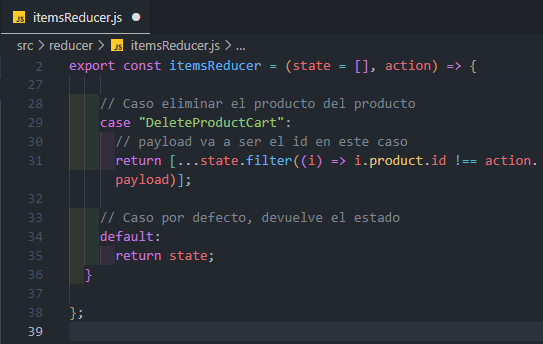 JS itemsReducer.js
src > reducer > JS itemsReducer.js > ...
2 export const itemsReducer = (state = [], action) => {
27
28 // Caso eliminar el producto del producto
29 case "DeleteProductCart":
30 // payload va a ser el id en este caso
31 return [...state.filter((i) => i.product.id !== action.
payload)];
32
33 // Caso por defecto, devuelve el estado
34 default:
35 return state;
36 }
37
38 };
39